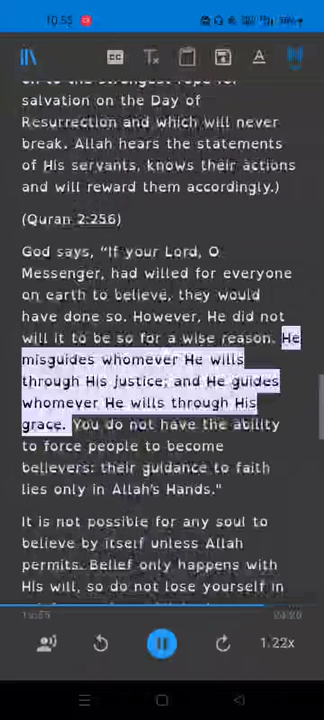 10:55
salvation on the Day of
Resurrection and which will never
break. Allah hears the statements
of His servants, knows their actions
and will reward them accordingly.)
(Quran 2:256)
God says, “If your Lord, O
Messenger, had willed for everyone
on earth to believe, they would
have done so. However, He did not
will it to be so for a wise reason. He
misguides whomever He wills
through His justice; and He guides
whomever He wills through His
grace. You do not have the ability
to force people to become
believers: their guidance to faith
lies only in Allah's Hands."
It is not possible for any soul to
believe by itself unless Allah
permits. Belief only happens with
His will, so do not lose yourself in
1.22x